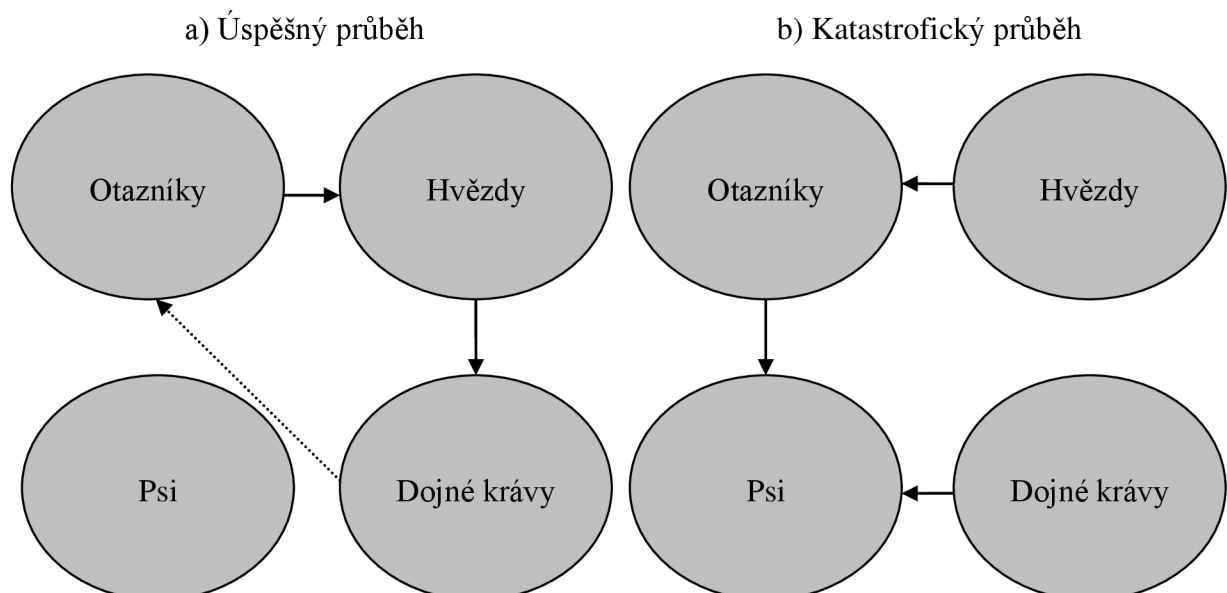 a) Úspěšný průběh
Otazníky
Hvězdy
Psi
Dojné krávy
b) Katastrofický průběh
Otazníky
Hvězdy
Psi
Dojné krávy